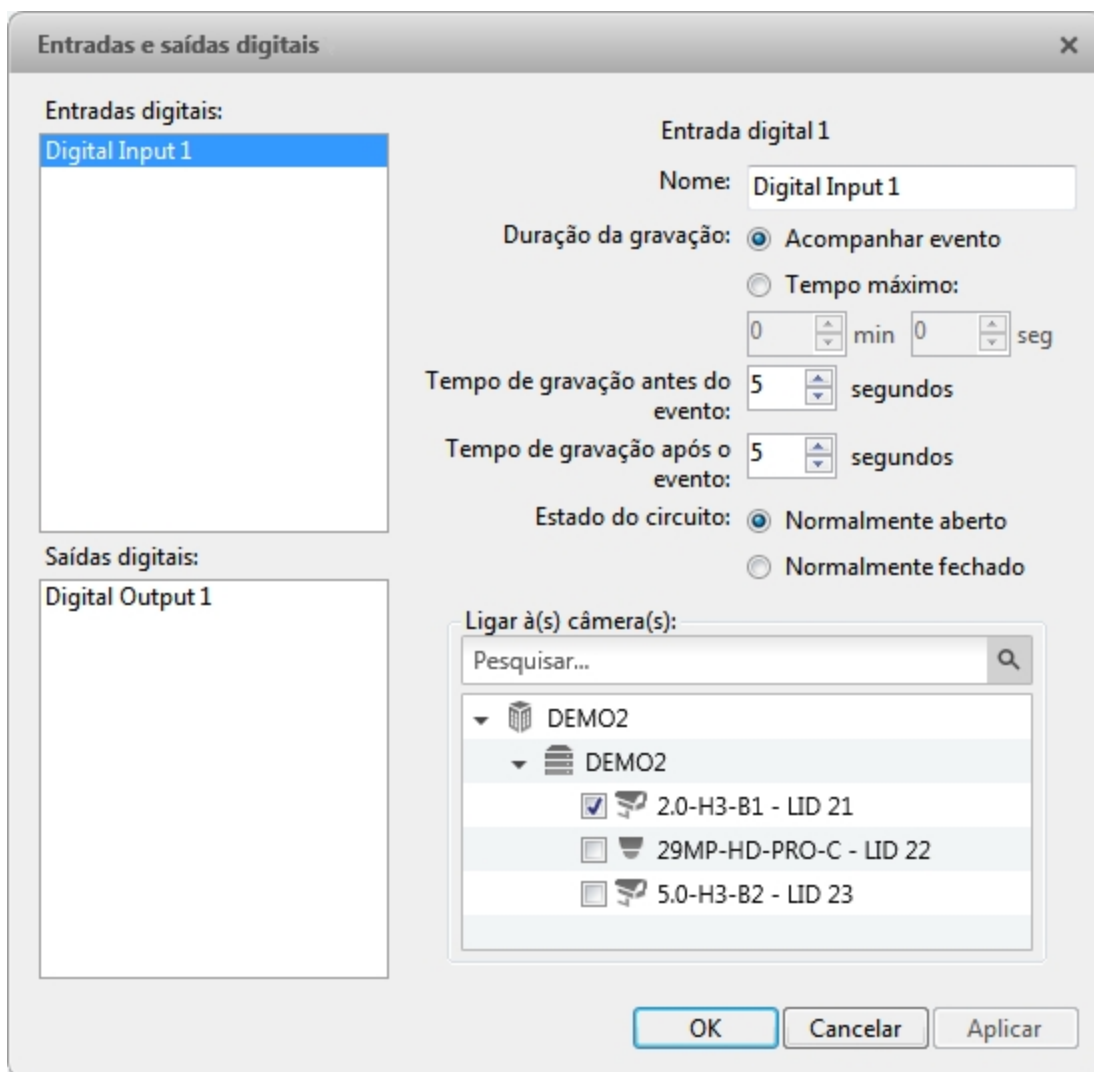 Entradas e saídas digitais
Entradas digitais:
Digital Input 1
Entrada digital 1
Nome: Digital Input 1
Duração da gravação: Acompanhar evento
Tempo máximo:
0 min 0 seg
Tempo de gravação antes do
evento: 5 segundos
Tempo de gravação após o
evento: 5 segundos
Estado do circuito: Normalmente aberto
Normalmente fechado
Saídas digitais:
Digital Output 1
Ligar à(s) câmera(s):
Pesquisar...
DEMO2
DEMO2
2.0-H3-B1 - LID 21
29MP-HD-PRO-C - LID 22
5.0-H3-B2 - LID 23
OK Cancelar Aplicar